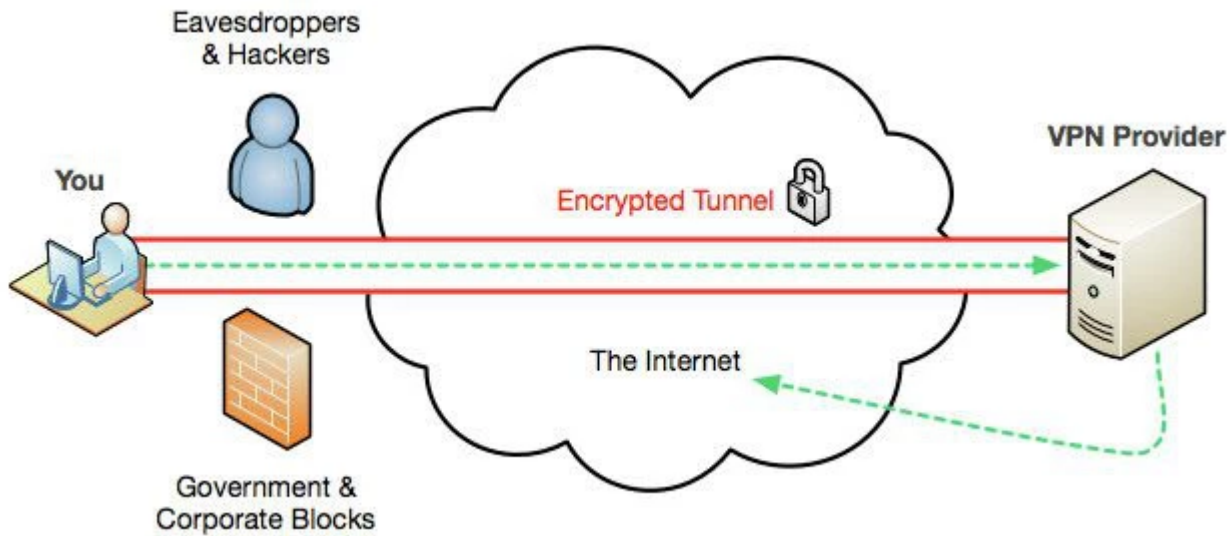 Eavesdroppers
& Hackers
VPN Provider
You
Encrypted Tunnel
The Internet
Government &
Corporate Blocks